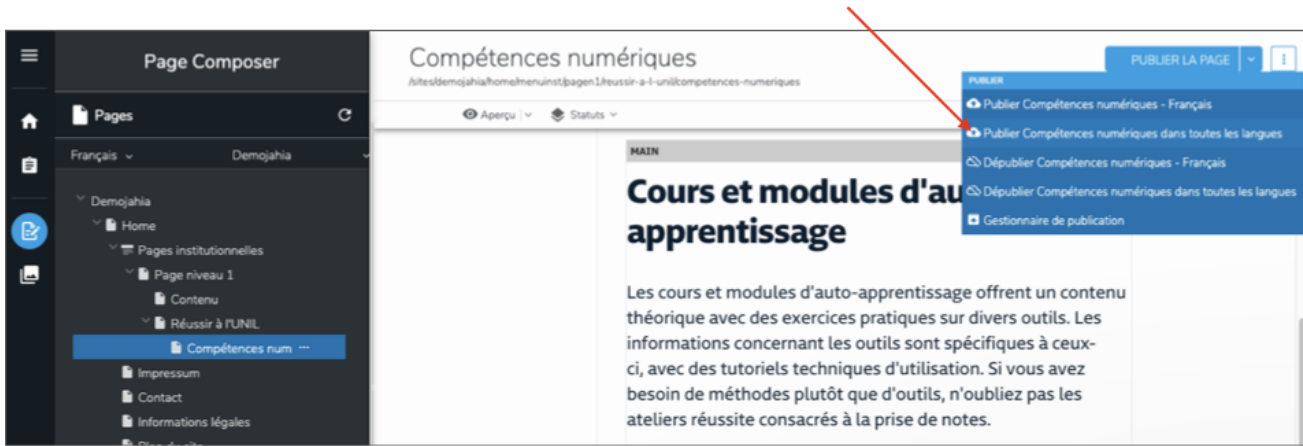 Page Composer
Pages
Français
Demojahia
Demojahia
Home
Pages institutionnelles
Page niveau 1
Contenu
Réussir à l'UNIL
Compétences num ···
Impressum
Contact
Informations légales
Plan du site
Compétences numériques
/sites/demojahia/home/menuinst/pagen1/reussir-a-l-unil/competences-numeriques
Aperçu
Statuts
PUBLIER LA PAGE
PUBLIER
Publier Compétences numériques - Français
Publier Compétences numériques dans toutes les langues
Dépublier Compétences numériques - Français
Dépublier Compétences numériques dans toutes les langues
Gestionnaire de publication
MAIN
Cours et modules d'au
apprentissage
Les cours et modules d'auto-apprentissage offrent un contenu
théorique avec des exercices pratiques sur divers outils. Les
informations concernant les outils sont spécifiques à ceux-
ci, avec des tutoriels techniques d'utilisation. Si vous avez
besoin de méthodes plutôt que d'outils, n'oubliez pas les
ateliers réussite consacrés à la prise de notes.